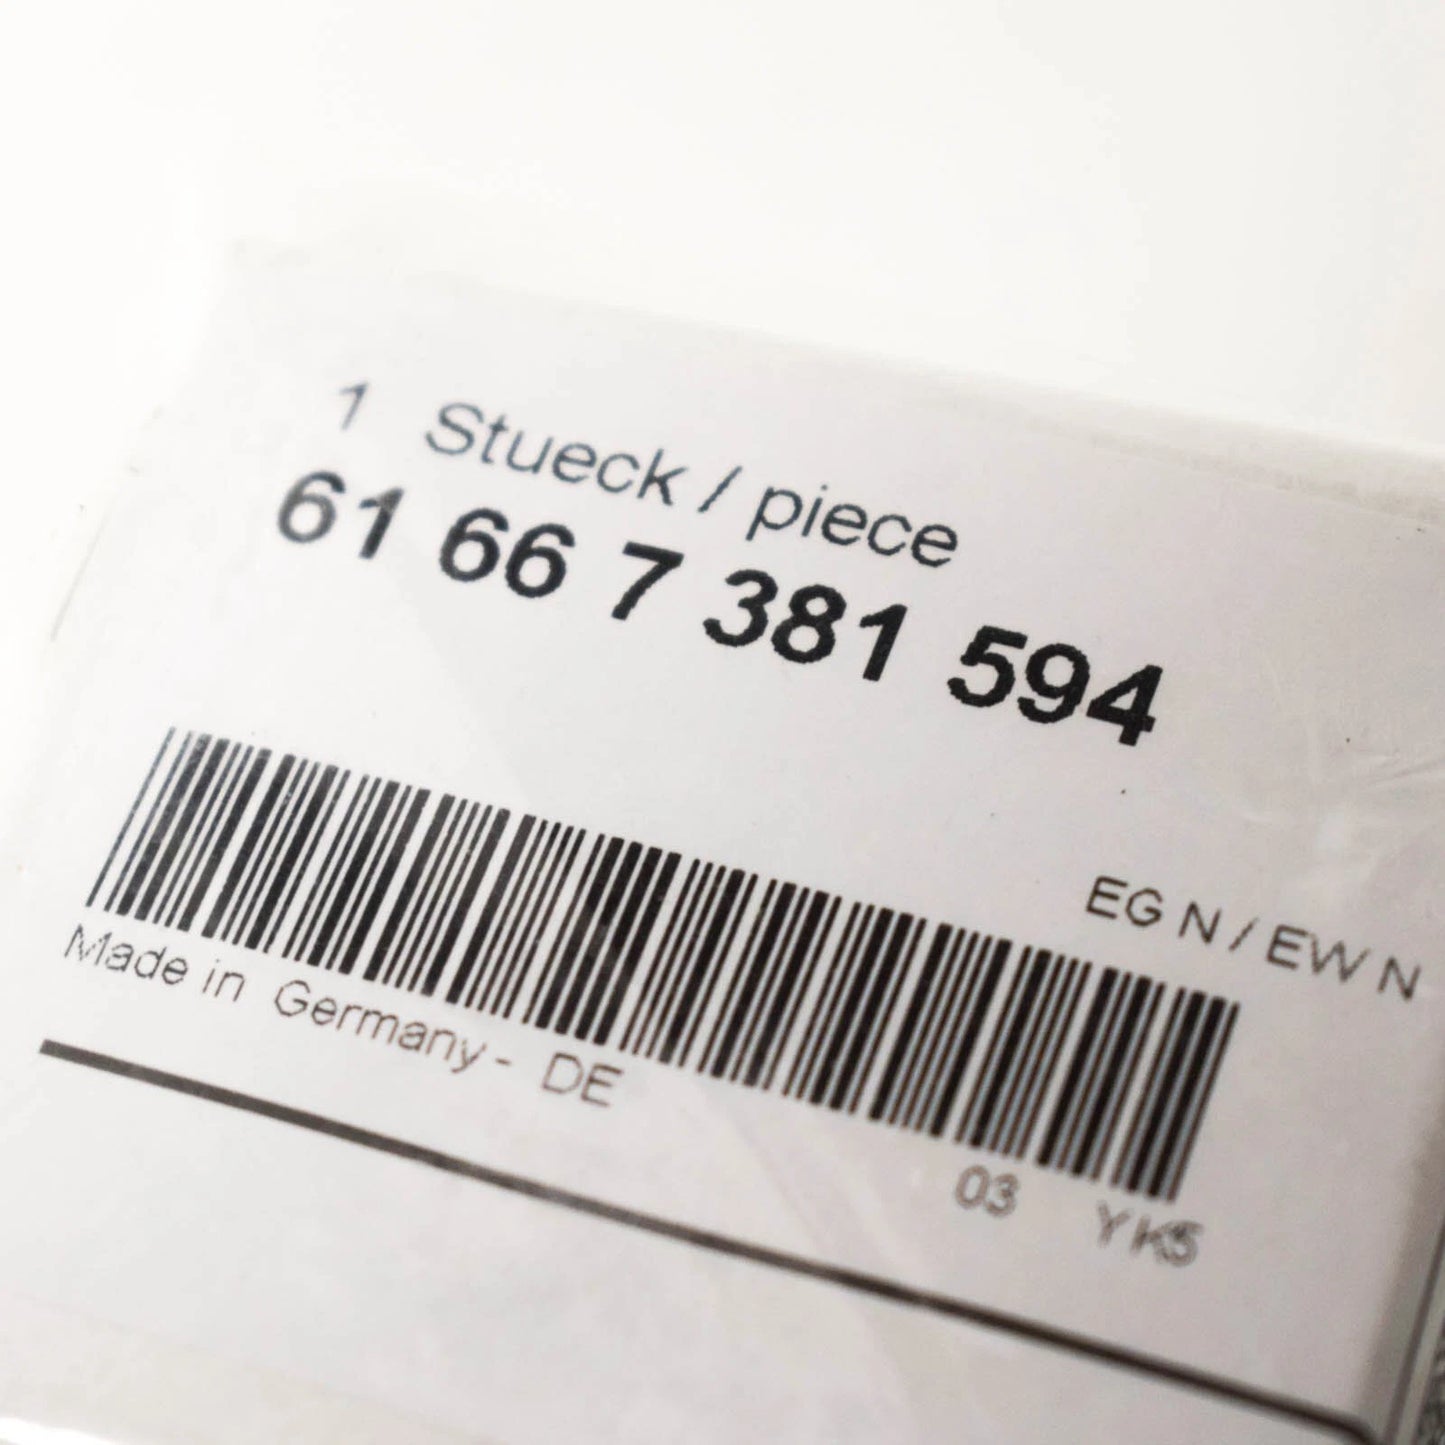 1 Stueck / piece
61 66 7 381 594
EG N / EW N
Made in Germany - DE
03 YK5